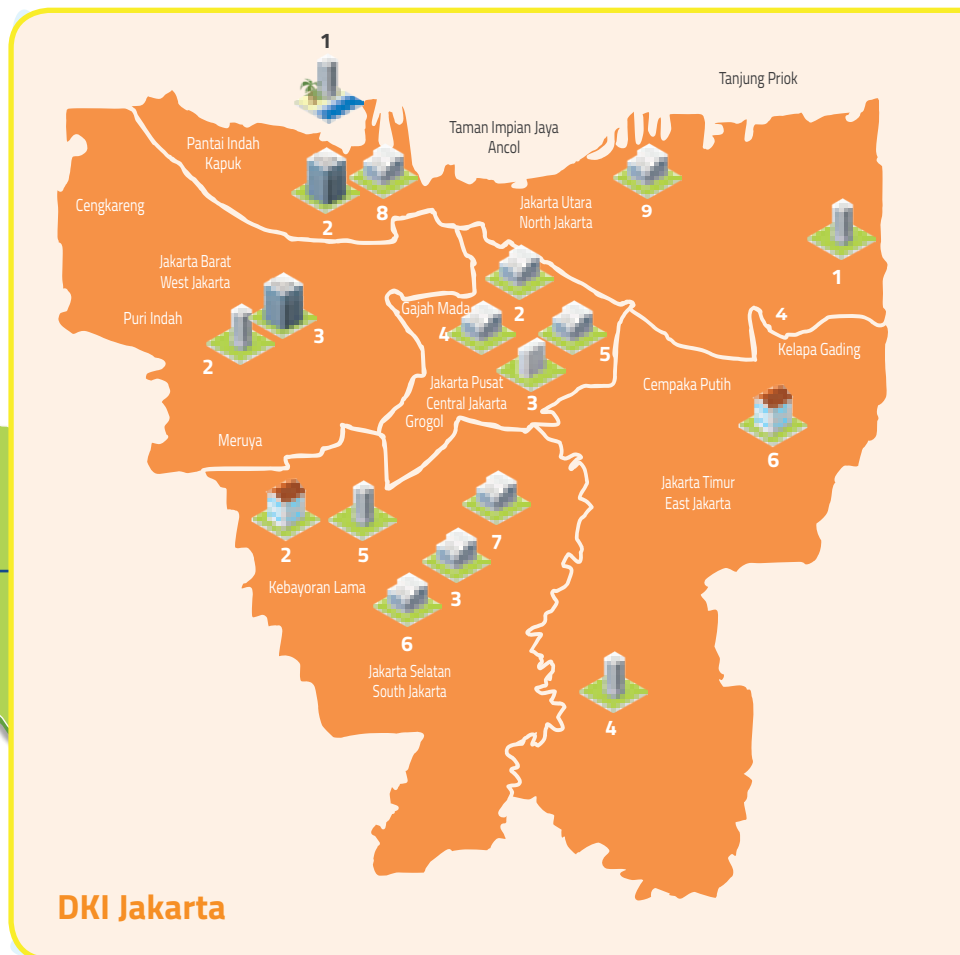 1
Tanjung Priok
Taman Impian Jaya
Ancol
Pantai Indah
Kapuk
Cengkareng
2
8
Jakarta Utara
North Jakarta
9
1
Jakarta Barat
West Jakarta
Puri Indah
2
3
Gajah Mada
4
2
5
4
Kelapa Gading
Jakarta Pusat
Central Jakarta
3
Grogol
Cempaka Putih
6
Meruya
Jakarta Timur
East Jakarta
2
5
7
Kebayoran Lama
3
6
Jakarta Selatan
South Jakarta
4
DKI Jakarta